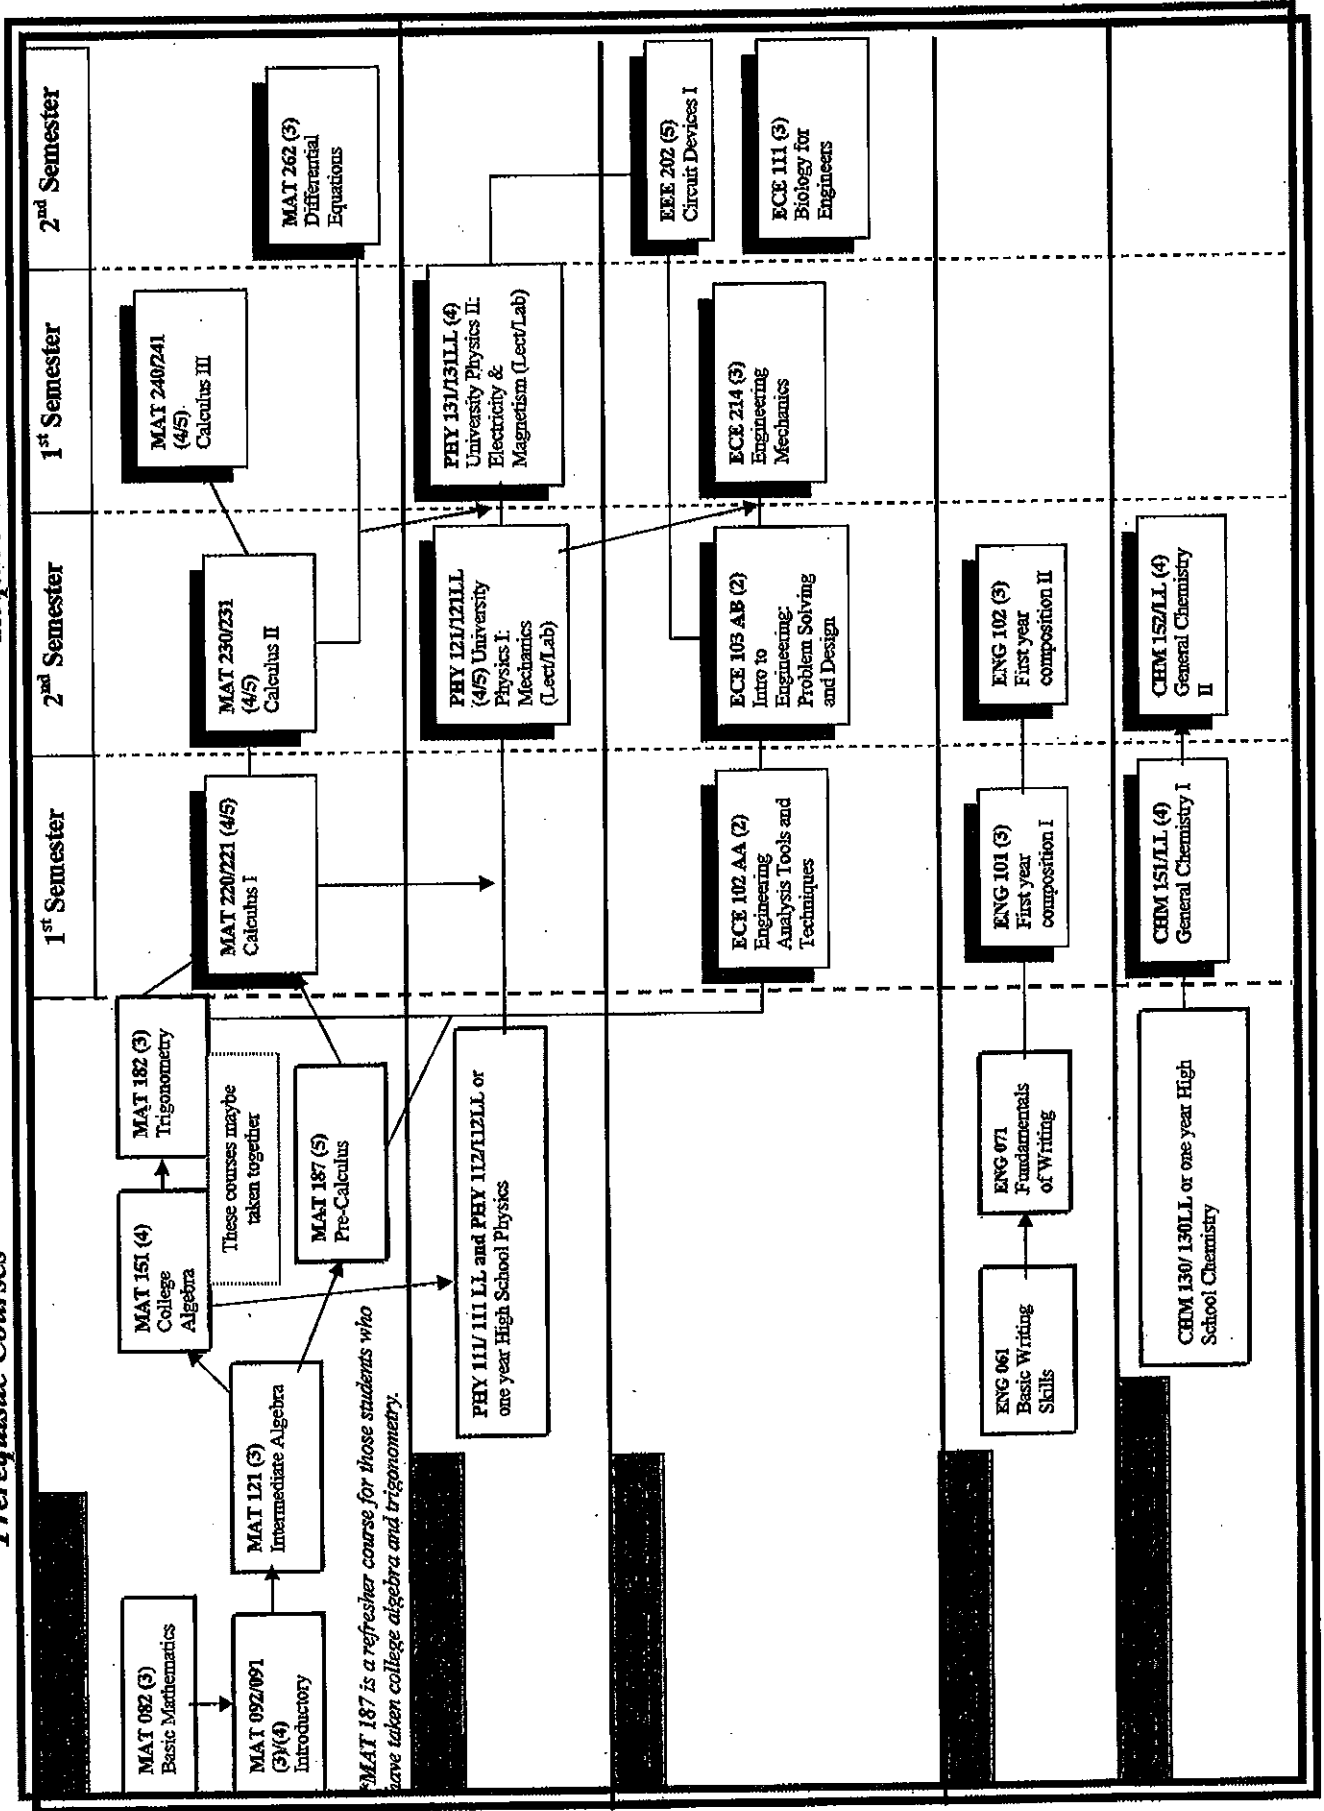 Prerequisite Courses
1st Semester
2nd Semester
1st Semester
2nd Semester
MAT 082 (3)
Basic Mathematics
MAT 092/091
(3)/(4)
Introductory
MAT 121 (3)
Intermediate Algebra
MAT 151 (4)
College
Algebra
MAT 182 (3)
Trigonometry
These courses maybe
taken together
MAT 187 (5)
Pre-Calculus
*MAT 187 is a refresher course for those students who
have taken college algebra and trigonometry.
MAT 220/221 (4/5)
Calculus I
MAT 230/231
(4/5)
Calculus II
MAT 240/241
(4/5)
Calculus III
MAT 262 (3)
Differential
Equations
PHY 111/ 111 LL and PHY 112/112LL or
one year High School Physics
PHY 121/121LL
(4/5) University
Physics I:
Mechanics
(Lect/Lab)
PHY 131/131LL (4)
University Physics II:
Electricity &
Magnetism (Lect/Lab)
ECE 102 AA (2)
Engineering
Analysis Tools and
Techniques
ECE 103 AB (2)
Intro to
Engineering:
Problem Solving
and Design
ECE 214 (3)
Engineering
Mechanics
EEE 202 (5)
Circuit Devices I
ECE 111 (3)
Biology for
Engineers
ENG 061
Basic Writing
Skills
ENG 071
Fundamentals
of Writing
ENG 101 (3)
First year
composition I
ENG 102 (3)
First year
composition II
CHM 130/ 130LL or one year High
School Chemistry
CHM 151/LL (4)
General Chemistry I
CHM 152/LL (4)
General Chemistry
II